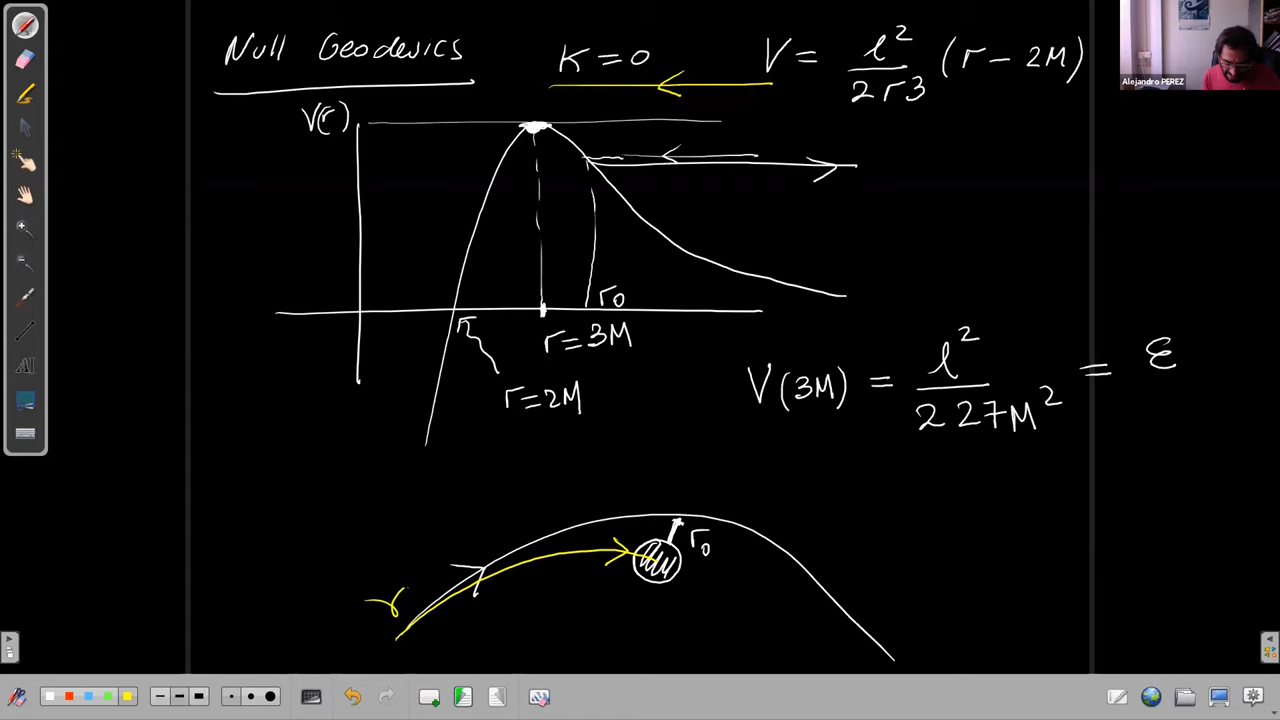 Null Geodesics K = 0 V = l² / 2r3 (r - 2M)
Alejandro PEREZ
V(r)
r0
r = 3M
r = 2M
V(3M) = l² / 2 27M² = ε
r0
γ